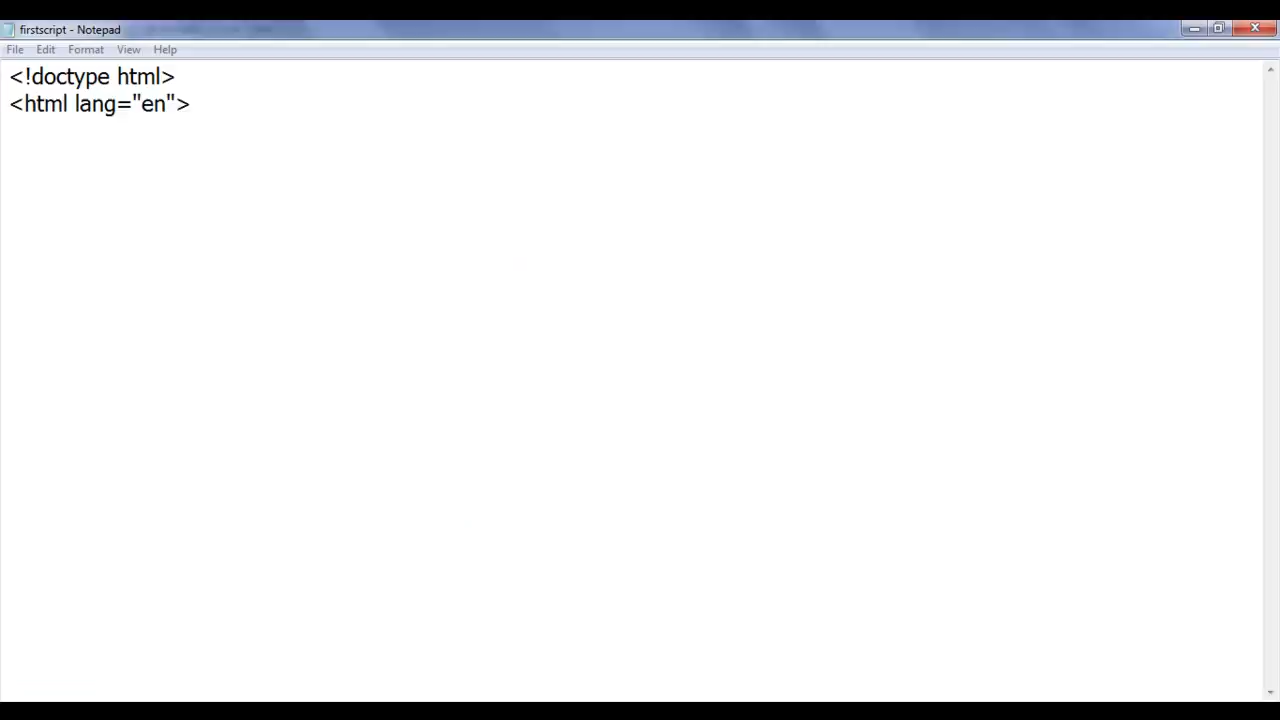 firstscript - Notepad
File Edit Format View Help
<!doctype html>
<html lang="en">